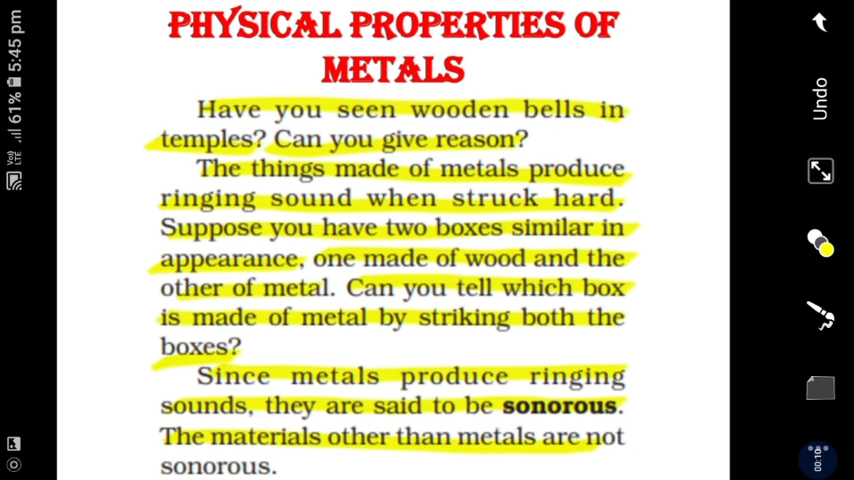 PHYSICAL PROPERTIES OF
METALS
Have you seen wooden bells in
temples? Can you give reason?
The things made of metals produce
ringing sound when struck hard.
Suppose you have two boxes similar in
appearance, one made of wood and the
other of metal. Can you tell which box
is made of metal by striking both the
boxes?
Since metals produce ringing
sounds, they are said to be sonorous.
The materials other than metals are not
sonorous.
5:45 pm
61%
Vo))
LTE
Undo
00:10